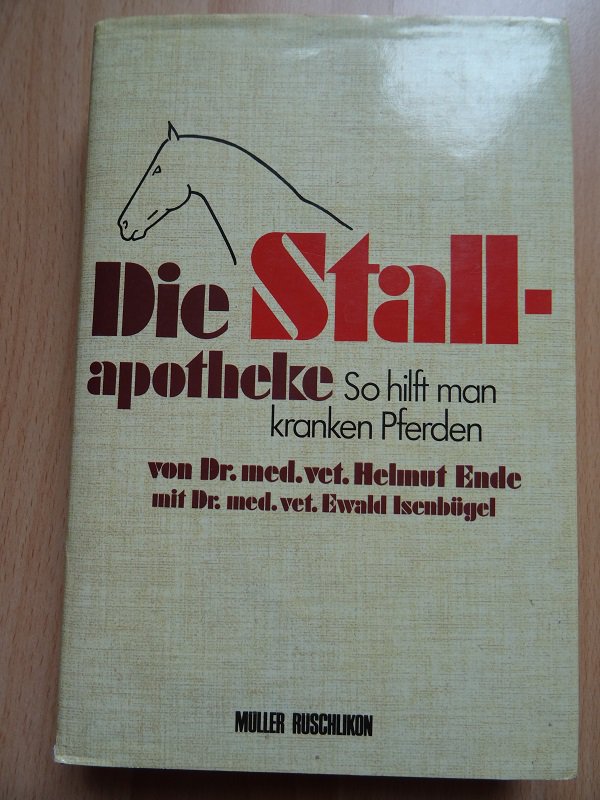 Die Stall-
apotheke So hilft man
kranken Pferden
von Dr. med. vet. Helmut Ende
mit Dr. med. vet. Ewald Isenbügel
MULLER RUSCHLIKON